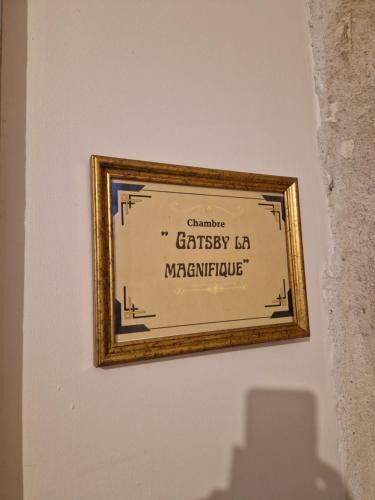 Chambre
" GATSBY LA
MAGNIFIQUE"